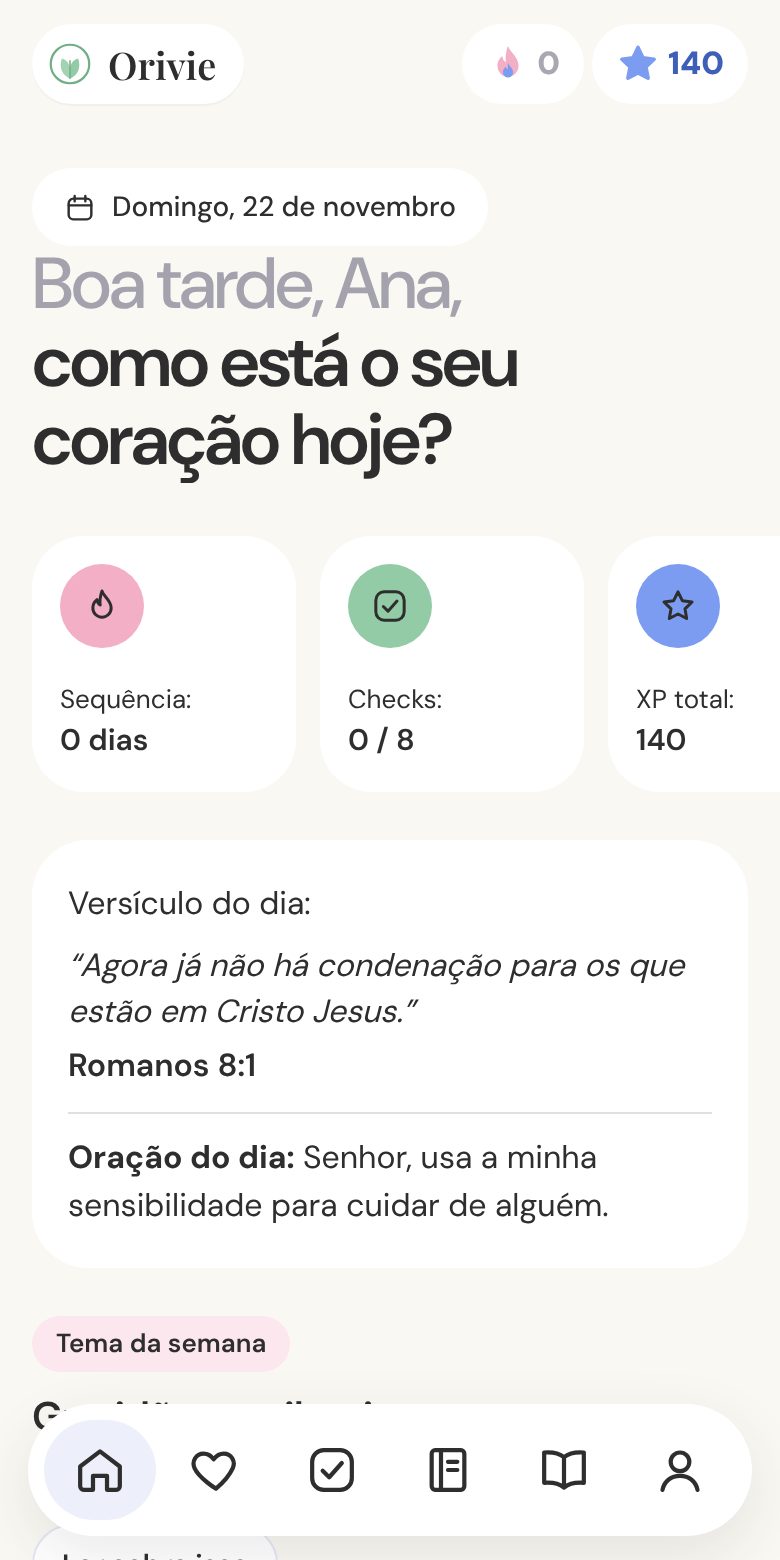 Orivie
0
140
Domingo, 22 de novembro
Boa tarde, Ana,
como está o seu
coração hoje?
Sequência:
0 dias
Checks:
0 / 8
XP total:
140
Versículo do dia:
“Agora já não há condenação para os que
estão em Cristo Jesus.”
Romanos 8:1
Oração do dia: Senhor, usa a minha
sensibilidade para cuidar de alguém.
Tema da semana